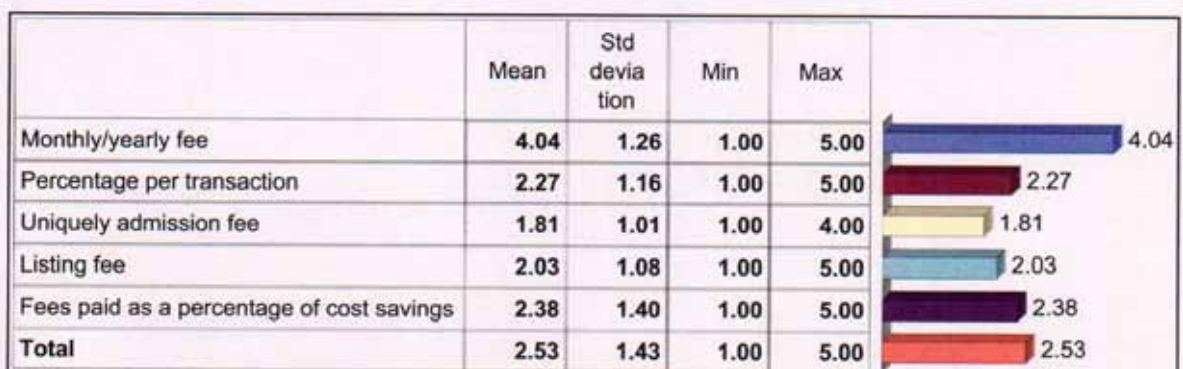 Mean Std devia tion Min Max
Monthly/yearly fee 4.04 1.26 1.00 5.00 4.04
Percentage per transaction 2.27 1.16 1.00 5.00 2.27
Uniquely admission fee 1.81 1.01 1.00 4.00 1.81
Listing fee 2.03 1.08 1.00 5.00 2.03
Fees paid as a percentage of cost savings 2.38 1.40 1.00 5.00 2.38
Total 2.53 1.43 1.00 5.00 2.53